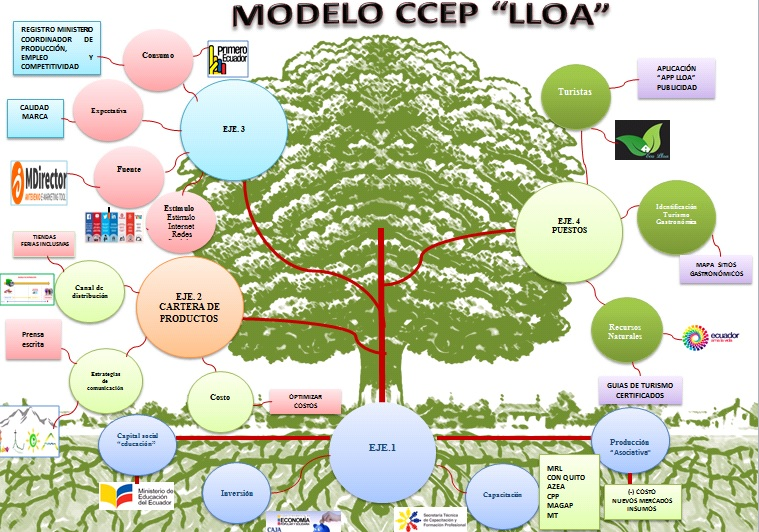 MODELO CCEP “LLOA”
REGISTRO MINISTERIO
COORDINADOR DE
PRODUCCIÓN,
EMPLEO Y
COMPETITIVIDAD
Consumo
Primero
Ecuador
CALIDAD
MARCA
Expectativa
EJE. 3
MDirector
Fuente
Estimulo
Estimulo
Internet
Redes
TIENDAS
FERIAS INCLUSIVAS
Canal de
distribución
EJE. 2
CARTERA DE
PRODUCTOS
Prensa
escrita
Estrategias
de
comunicación
Costo
OPTIMIZAR
COSTOS
Turistas
APLICACIÓN
“APP LLOA”
PUBLICIDAD
EJE. 4
PUESTOS
Identificación
Turismo
Gastronómia
MAPA SITIOS
GASTRONÓMICOS
Recursos
Naturales
ecuador
GUIAS DE TURISMO
CERTIFICADOS
Capital social
“educación”
Ministerio
de Educación
del Ecuador
EJE.1
Producción
“Asociativa”
Inversión
ECONOMÍA
CAJA
Capacitación
Secretaría Técnica
de Capacitación y
Formación Profesional
MRL
CON QUITO
AZEA
CPP
MAGAP
MT
(-) COSTO
NUEVOS MERCADOS
INSUMOS